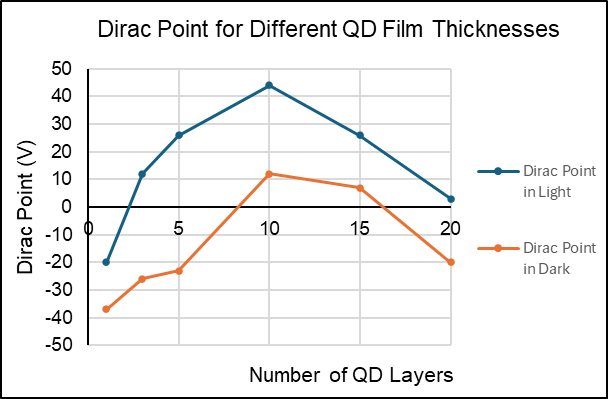 Dirac Point for Different QD Film Thicknesses
50
40
30
20
10
0
-10
-20
-30
-40
-50
0 5 10 15 20
Dirac Point (V)
Number of QD Layers
Dirac Point
in Light
Dirac Point
in Dark